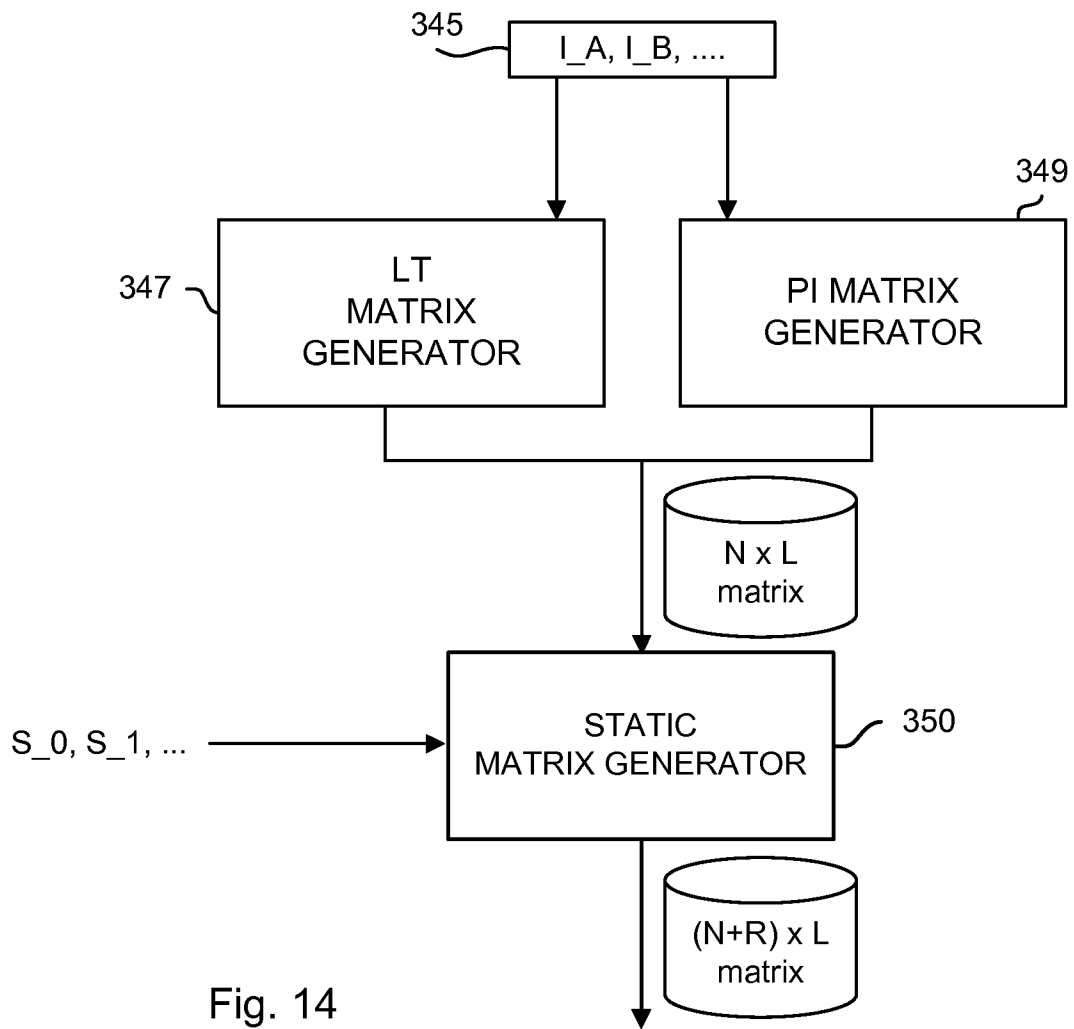 345
I_A, I_B, ....
349
347
LT
MATRIX
GENERATOR
PI MATRIX
GENERATOR
N x L
matrix
S_0, S_1, ...
STATIC
MATRIX GENERATOR
350
(N+R) x L
matrix
Fig. 14